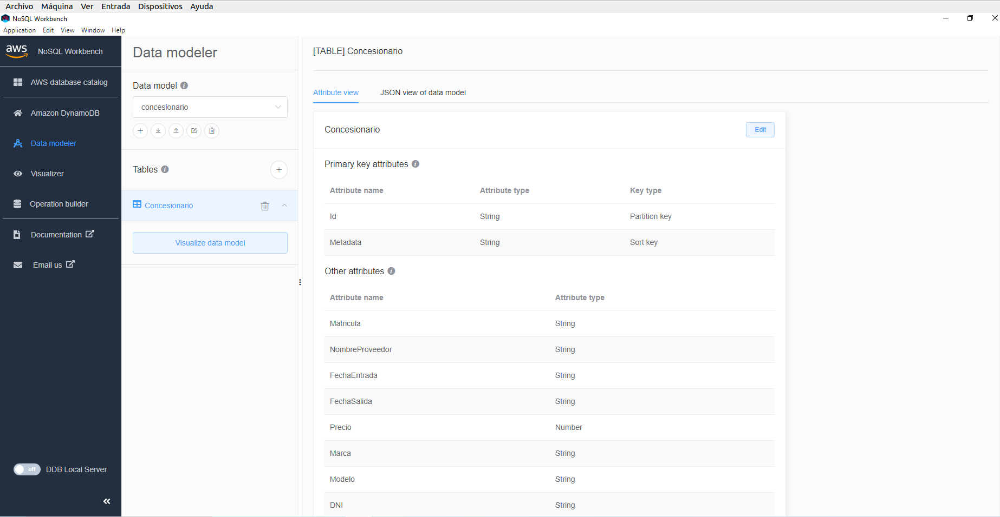 Archivo Máquina Ver Entrada Dispositivos Ayuda
NoSQL Workbench
Application Edit View Window Help
aws NoSQL Workbench
AWS database catalog
Amazon DynamoDB
Data modeler
Visualizer
Operation builder
Documentation
Email us
off DDB Local Server
Data modeler
Data model
concesionario
Tables
Concesionario
Visualize data model
[TABLE] Concesionario
Attribute view JSON view of data model
Concesionario Edit
Primary key attributes
Attribute name Attribute type Key type
Id String Partition key
Metadata String Sort key
Other attributes
Attribute name Attribute type
Matricula String
NombreProveedor String
FechaEntrada String
FechaSalida String
Precio Number
Marca String
Modelo String
DNI String